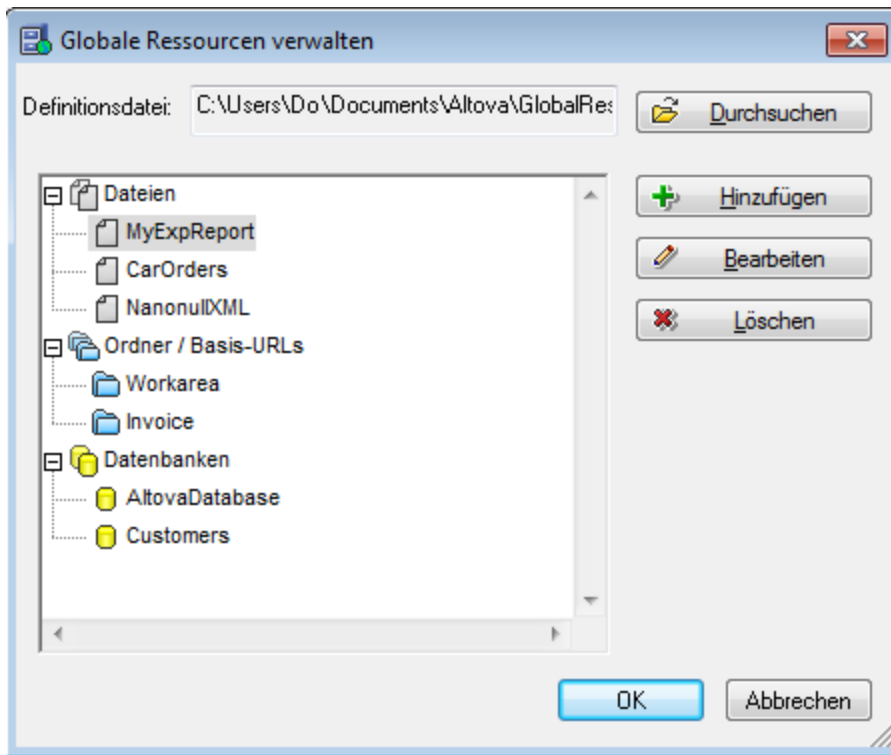 Globale Ressourcen verwalten
Definitionsdatei: C:\Users\Do\Documents\Altova\GlobalRes Durchsuchen
Dateien
Hinzufügen
MyExpReport
CarOrders
Bearbeiten
NanonullXML
Löschen
Ordner / Basis-URLs
Workarea
Invoice
Datenbanken
AltovaDatabase
Customers
OK Abbrechen